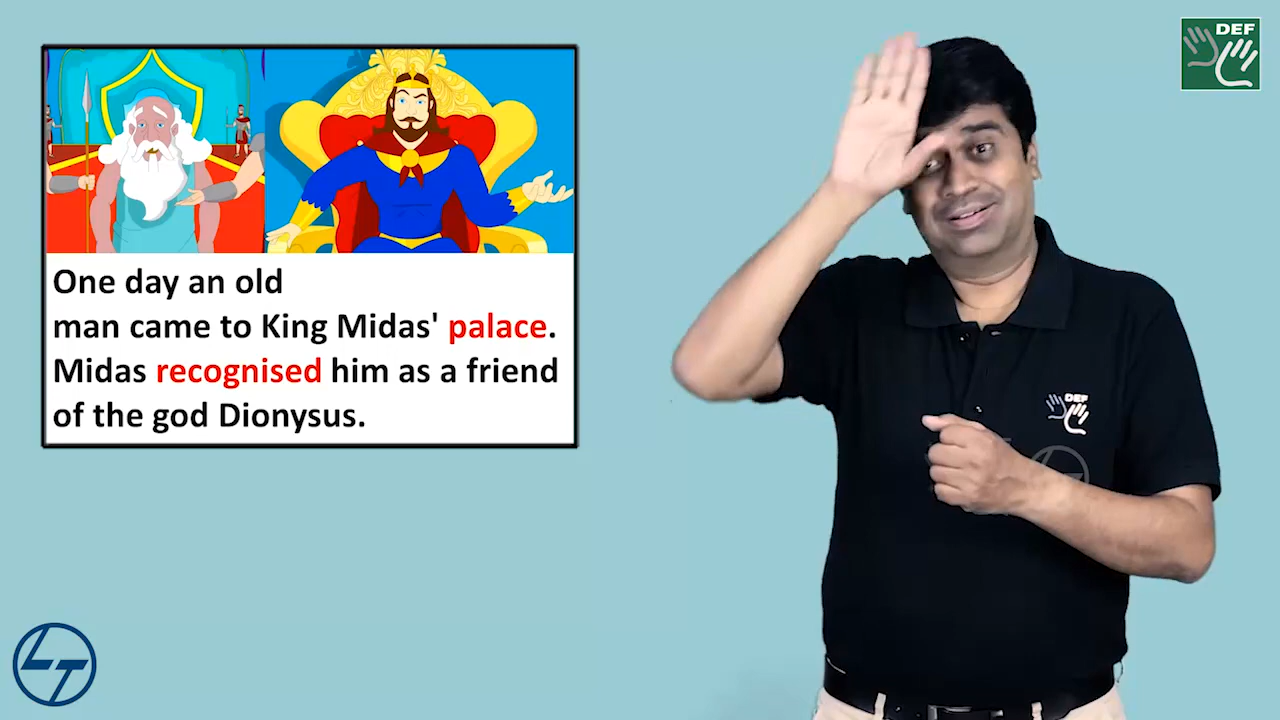 One day an old
man came to King Midas' palace.
Midas recognised him as a friend
of the god Dionysus.
DEF
DEF
LT